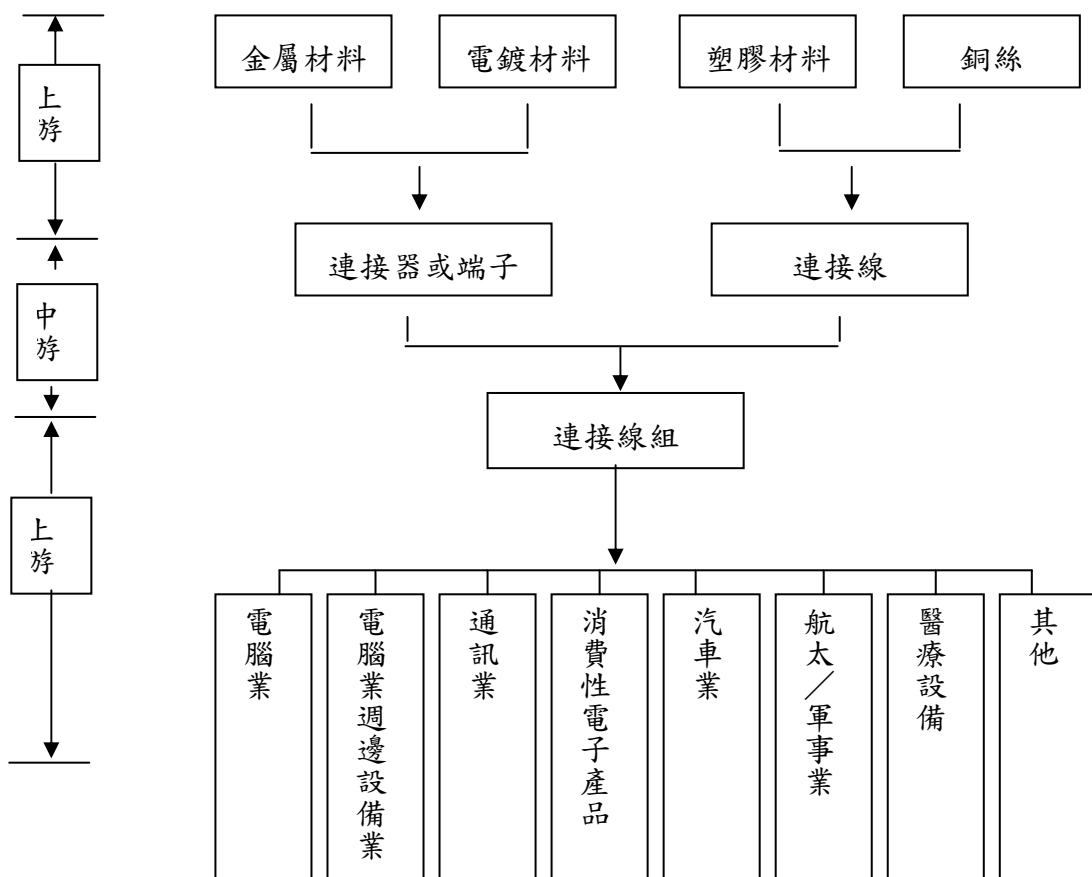 金屬材料
電鍍材料
塑膠材料
銅絲
上游
連接器或端子
連接線
中游
連接線組
上游
電腦業
電腦業週邊設備業
通訊業
消費性電子產品
汽車業
航太／軍事業
醫療設備
其他